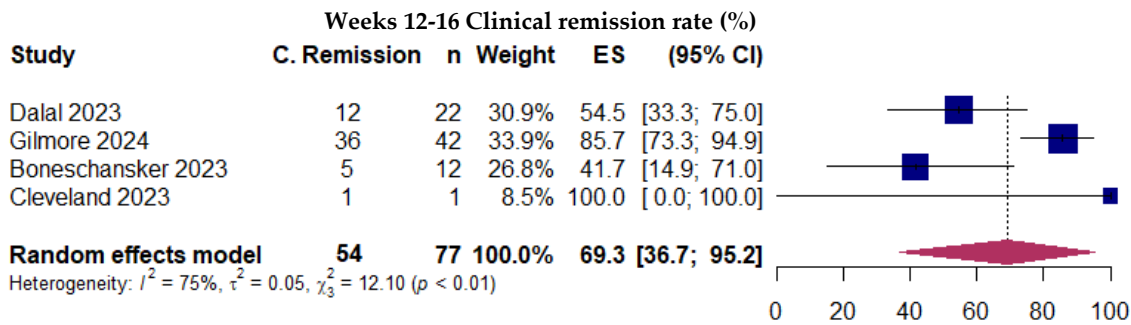 Weeks 12-16 Clinical remission rate (%)
Study C. Remission n Weight ES (95% CI)
Dalal 2023 12 22 30.9% 54.5 [33.3; 75.0]
Gilmore 2024 36 42 33.9% 85.7 [73.3; 94.9]
Boneschansker 2023 5 12 26.8% 41.7 [14.9; 71.0]
Cleveland 2023 1 1 8.5% 100.0 [ 0.0; 100.0]
Random effects model 54 77 100.0% 69.3 [36.7; 95.2]
Heterogeneity: I² = 75%, τ² = 0.05, χ²₃ = 12.10 (p < 0.01)
0 20 40 60 80 100